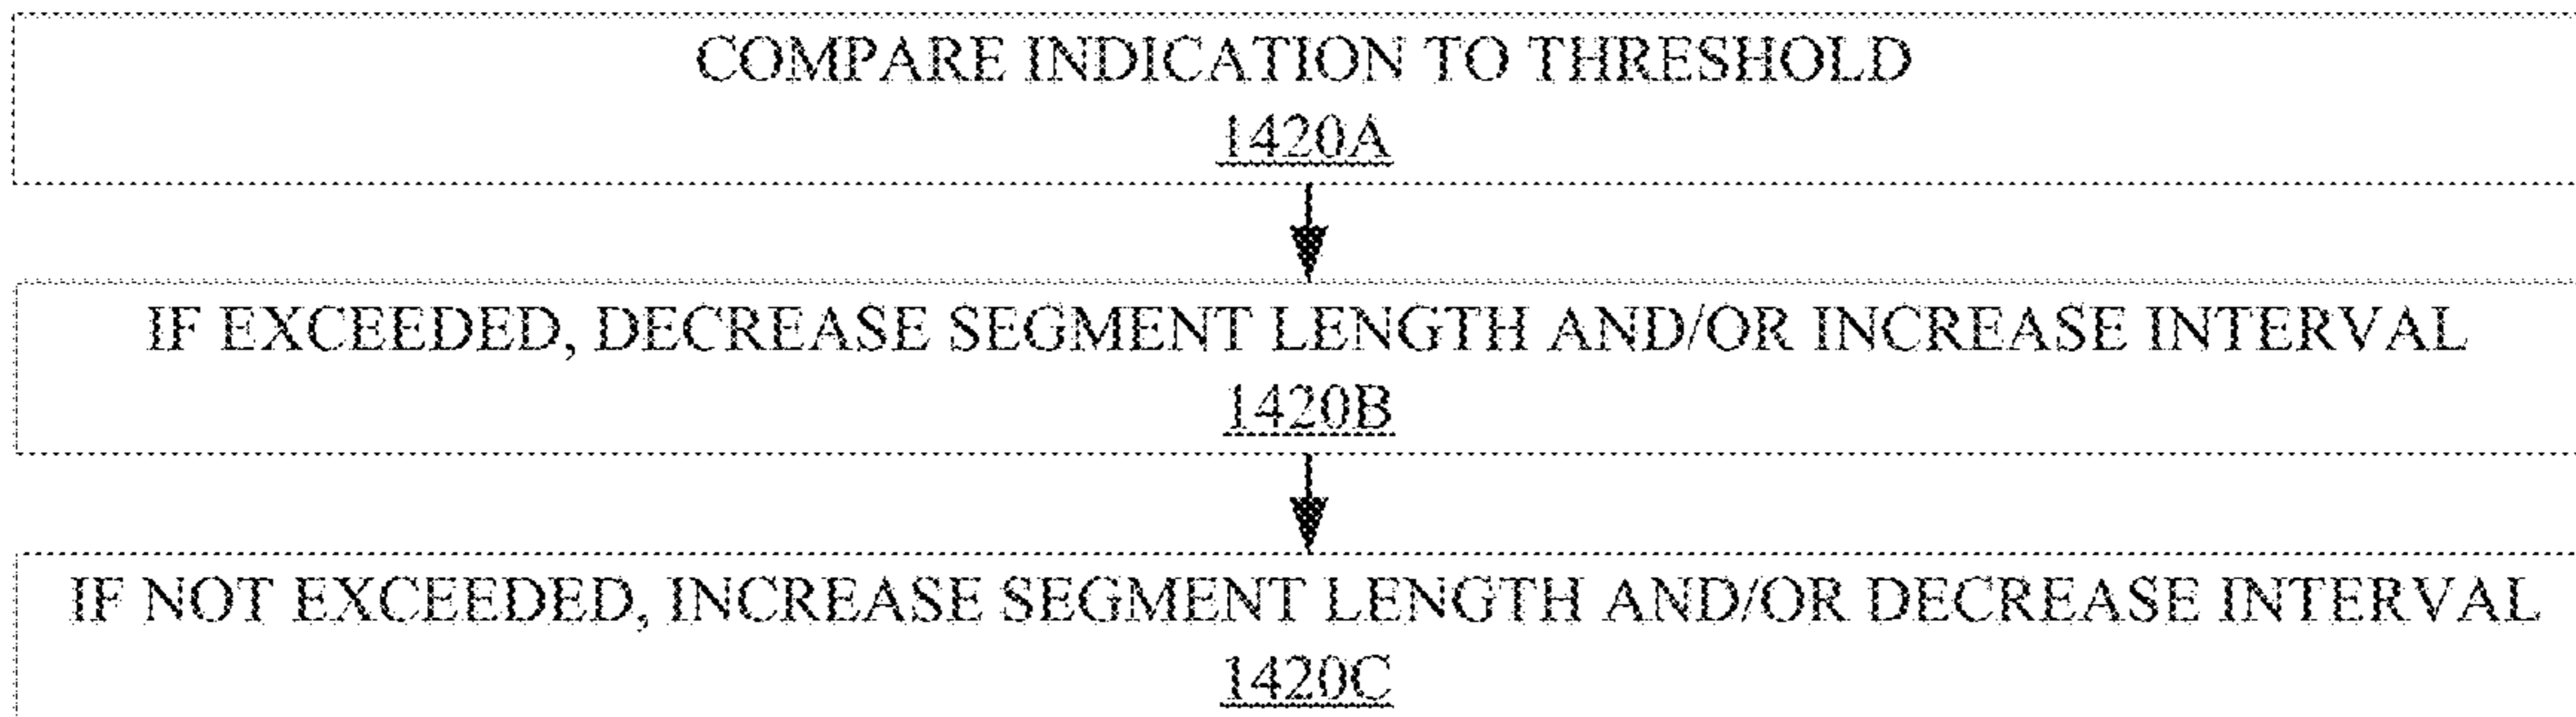 COMPARE INDICATION TO THRESHOLD
1420A
IF EXCEEDED, DECREASE SEGMENT LENGTH AND/OR INCREASE INTERVAL
1420B
IF NOT EXCEEDED, INCREASE SEGMENT LENGTH AND/OR DECREASE INTERVAL
1420C